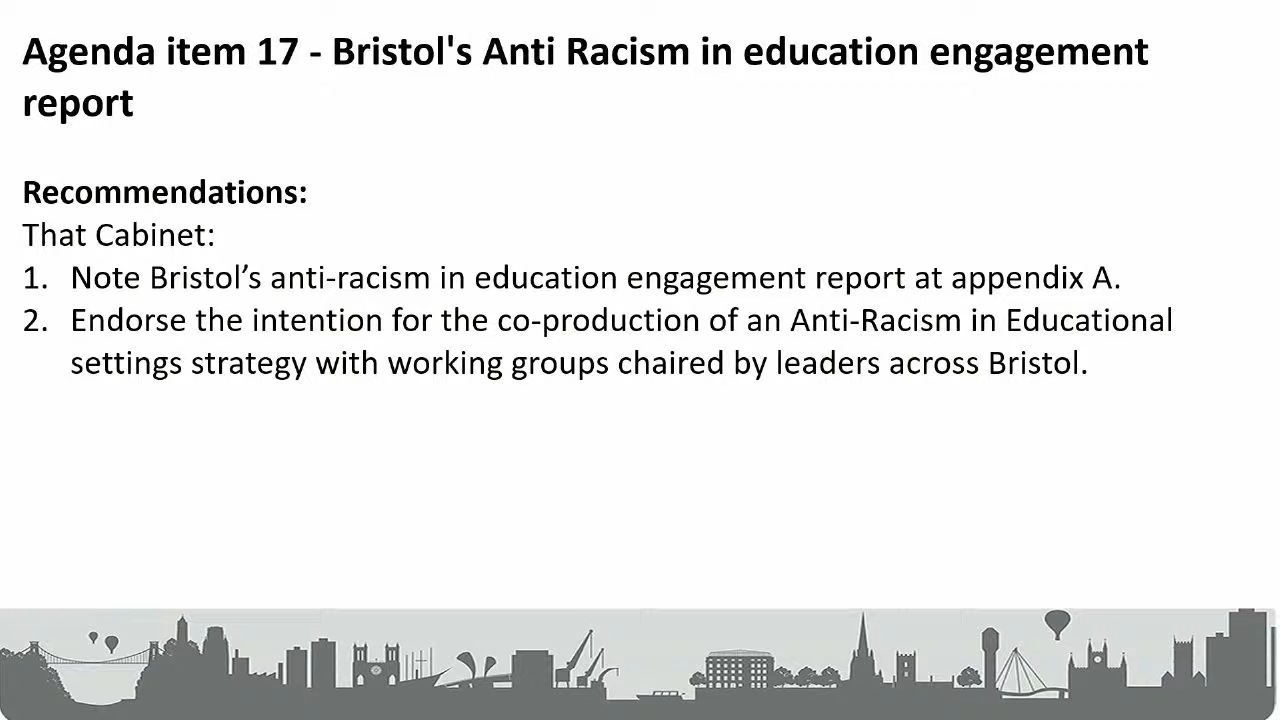 Agenda item 17 - Bristol's Anti Racism in education engagement
report
Recommendations:
That Cabinet:
1. Note Bristol’s anti-racism in education engagement report at appendix A.
2. Endorse the intention for the co-production of an Anti-Racism in Educational
settings strategy with working groups chaired by leaders across Bristol.